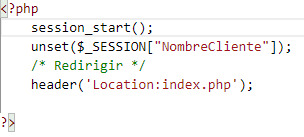 <?php
session_start();
unset($_SESSION["NombreCliente"]);
/* Redirigir */
header('Location:index.php');
?>